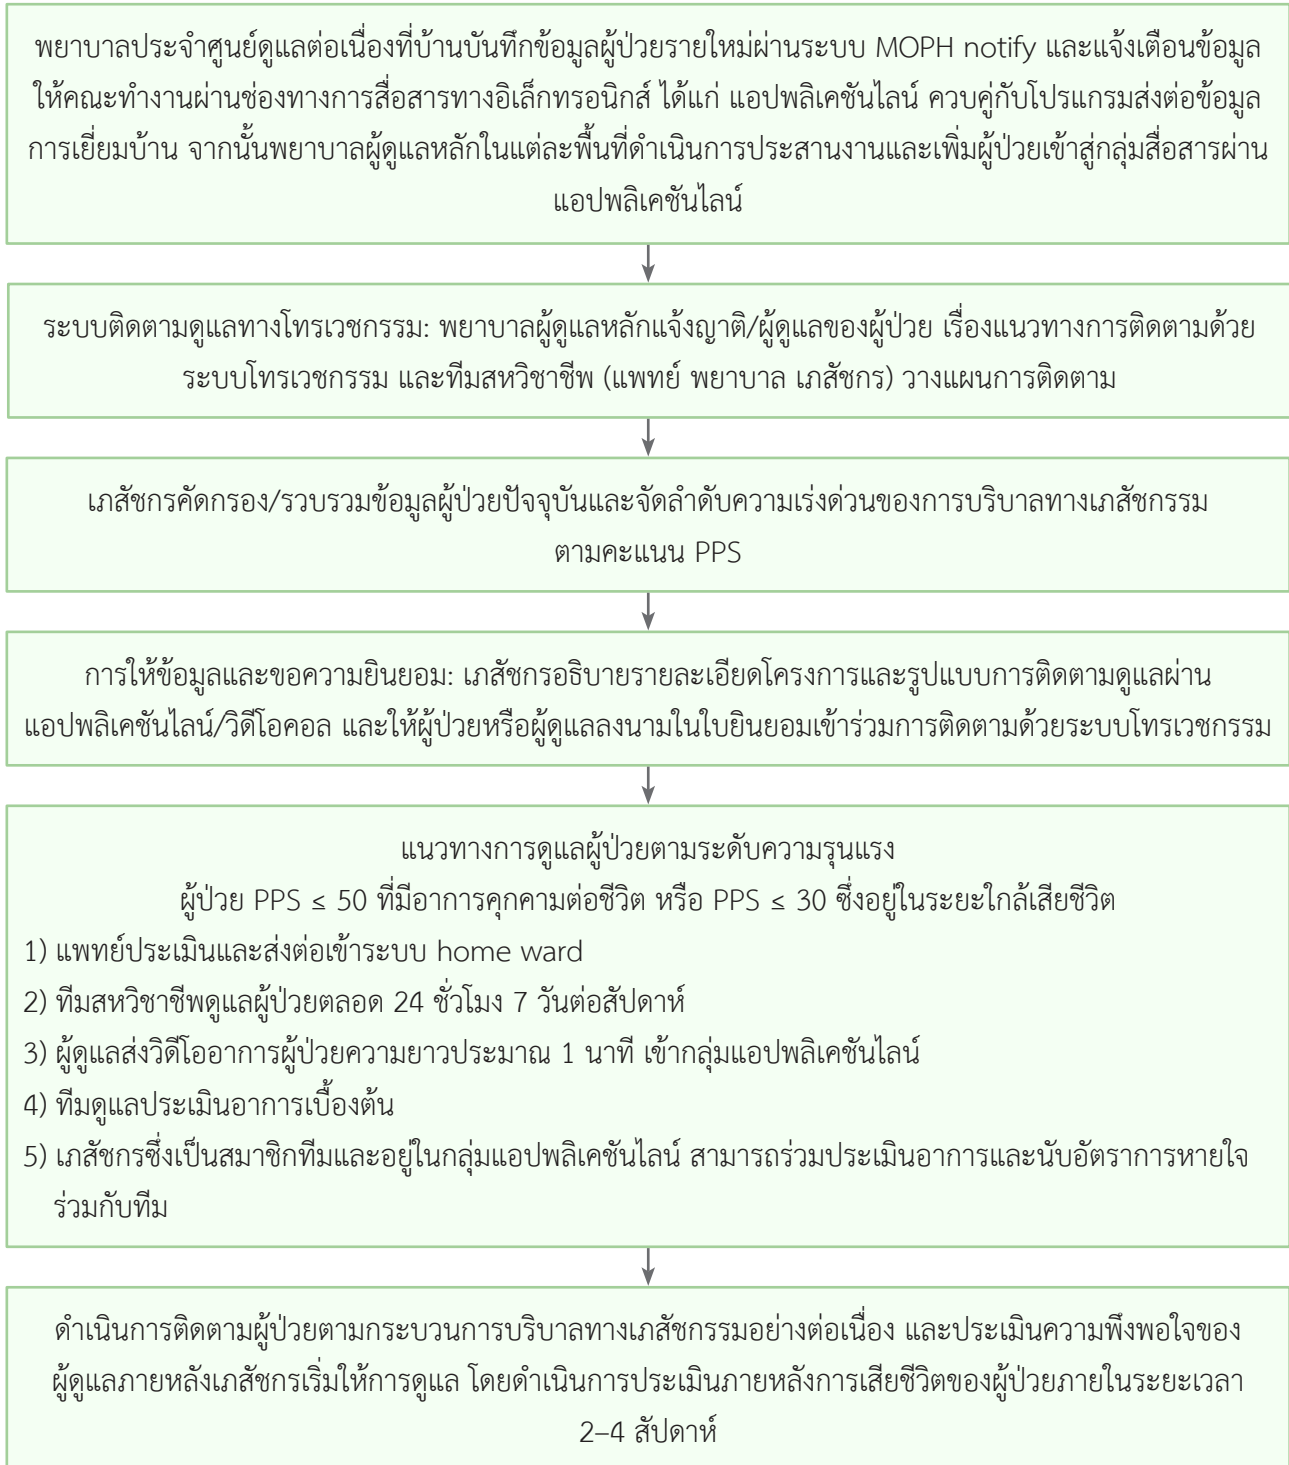 พยาบาลประจำศูนย์ดูแลต่อเนื่องที่บ้านบันทึกข้อมูลผู้ป่วยรายใหม่ผ่านระบบ MOPH notify และแจ้งเตือนข้อมูล
ให้คณะทำงานผ่านช่องทางการสื่อสารทางอิเล็กทรอนิกส์ ได้แก่ แอปพลิเคชันไลน์ ควบคู่กับโปรแกรมส่งต่อข้อมูล
การเยี่ยมบ้าน จากนั้นพยาบาลผู้ดูแลหลักในแต่ละพื้นที่ดำเนินการประสานงานและเพิ่มผู้ป่วยเข้าสู่กลุ่มสื่อสารผ่าน
แอปพลิเคชันไลน์
ระบบติดตามดูแลทางโทรเวชกรรม: พยาบาลผู้ดูแลหลักแจ้งญาติ/ผู้ดูแลของผู้ป่วย เรื่องแนวทางการติดตามด้วย
ระบบโทรเวชกรรม และทีมสหวิชาชีพ (แพทย์ พยาบาล เภสัชกร) วางแผนการติดตาม
เภสัชกรคัดกรอง/รวบรวมข้อมูลผู้ป่วยปัจจุบันและจัดลำดับความเร่งด่วนของการบริบาลทางเภสัชกรรม
ตามคะแนน PPS
การให้ข้อมูลและขอความยินยอม: เภสัชกรอธิบายรายละเอียดโครงการและรูปแบบการติดตามดูแลผ่าน
แอปพลิเคชันไลน์/วิดีโอคอล และให้ผู้ป่วยหรือผู้ดูแลลงนามในใบยินยอมเข้าร่วมการติดตามด้วยระบบโทรเวชกรรม
แนวทางการดูแลผู้ป่วยตามระดับความรุนแรง
ผู้ป่วย PPS ≤ 50 ที่มีอาการคุกคามต่อชีวิต หรือ PPS ≤ 30 ซึ่งอยู่ในระยะใกล้เสียชีวิต
1) แพทย์ประเมินและส่งต่อเข้าระบบ home ward
2) ทีมสหวิชาชีพดูแลผู้ป่วยตลอด 24 ชั่วโมง 7 วันต่อสัปดาห์
3) ผู้ดูแลส่งวิดีโออาการผู้ป่วยความยาวประมาณ 1 นาที เข้ากลุ่มแอปพลิเคชันไลน์
4) ทีมดูแลประเมินอาการเบื้องต้น
5) เภสัชกรซึ่งเป็นสมาชิกทีมและอยู่ในกลุ่มแอปพลิเคชันไลน์ สามารถร่วมประเมินอาการและนับอัตราการหายใจ
ร่วมกับทีม
ดำเนินการติดตามผู้ป่วยตามกระบวนการบริบาลทางเภสัชกรรมอย่างต่อเนื่อง และประเมินความพึงพอใจของ
ผู้ดูแลภายหลังเภสัชกรเริ่มให้การดูแล โดยดำเนินการประเมินภายหลังการเสียชีวิตของผู้ป่วยภายในระยะเวลา
2–4 สัปดาห์